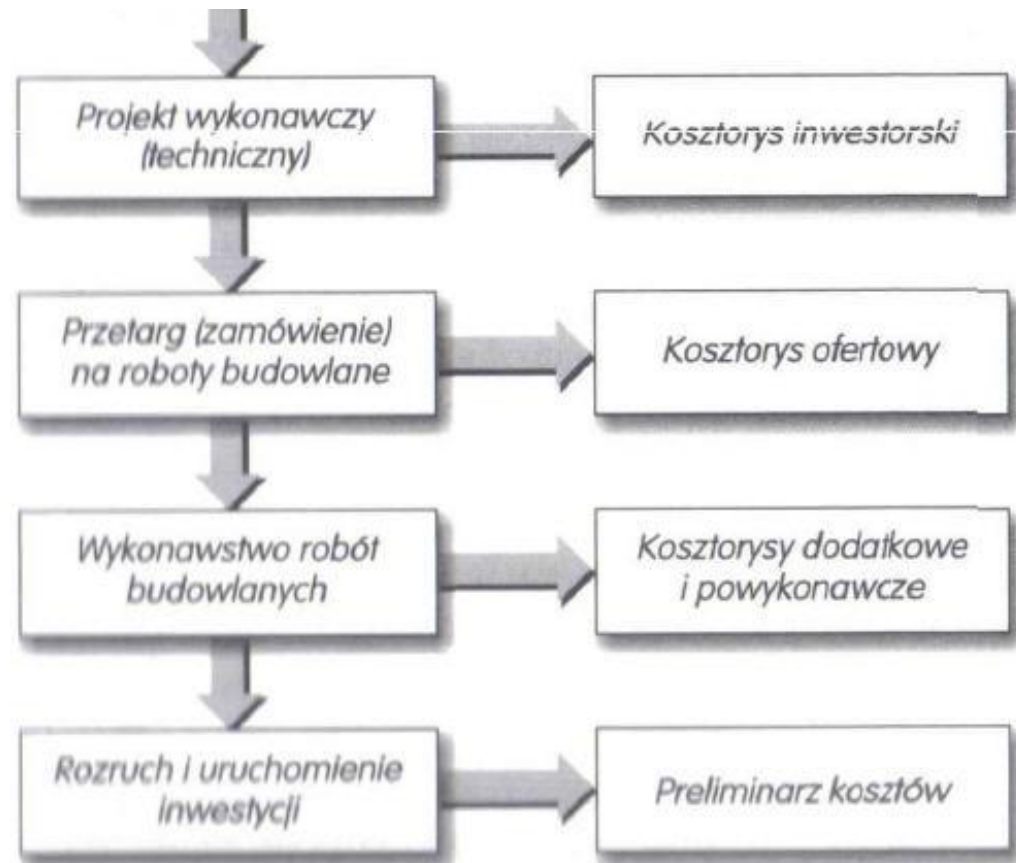 Projekt wykonawczy
(techniczny)
Kosztorys inwestorski
Przetarg (zamówienie)
na roboty budowlane
Kosztorys ofertowy
Wykonawstwo robót
budowlanych
Kosztorysy dodatkowe
i powykonawcze
Rozruch i uruchomienie
inwestycji
Preliminarz kosztów